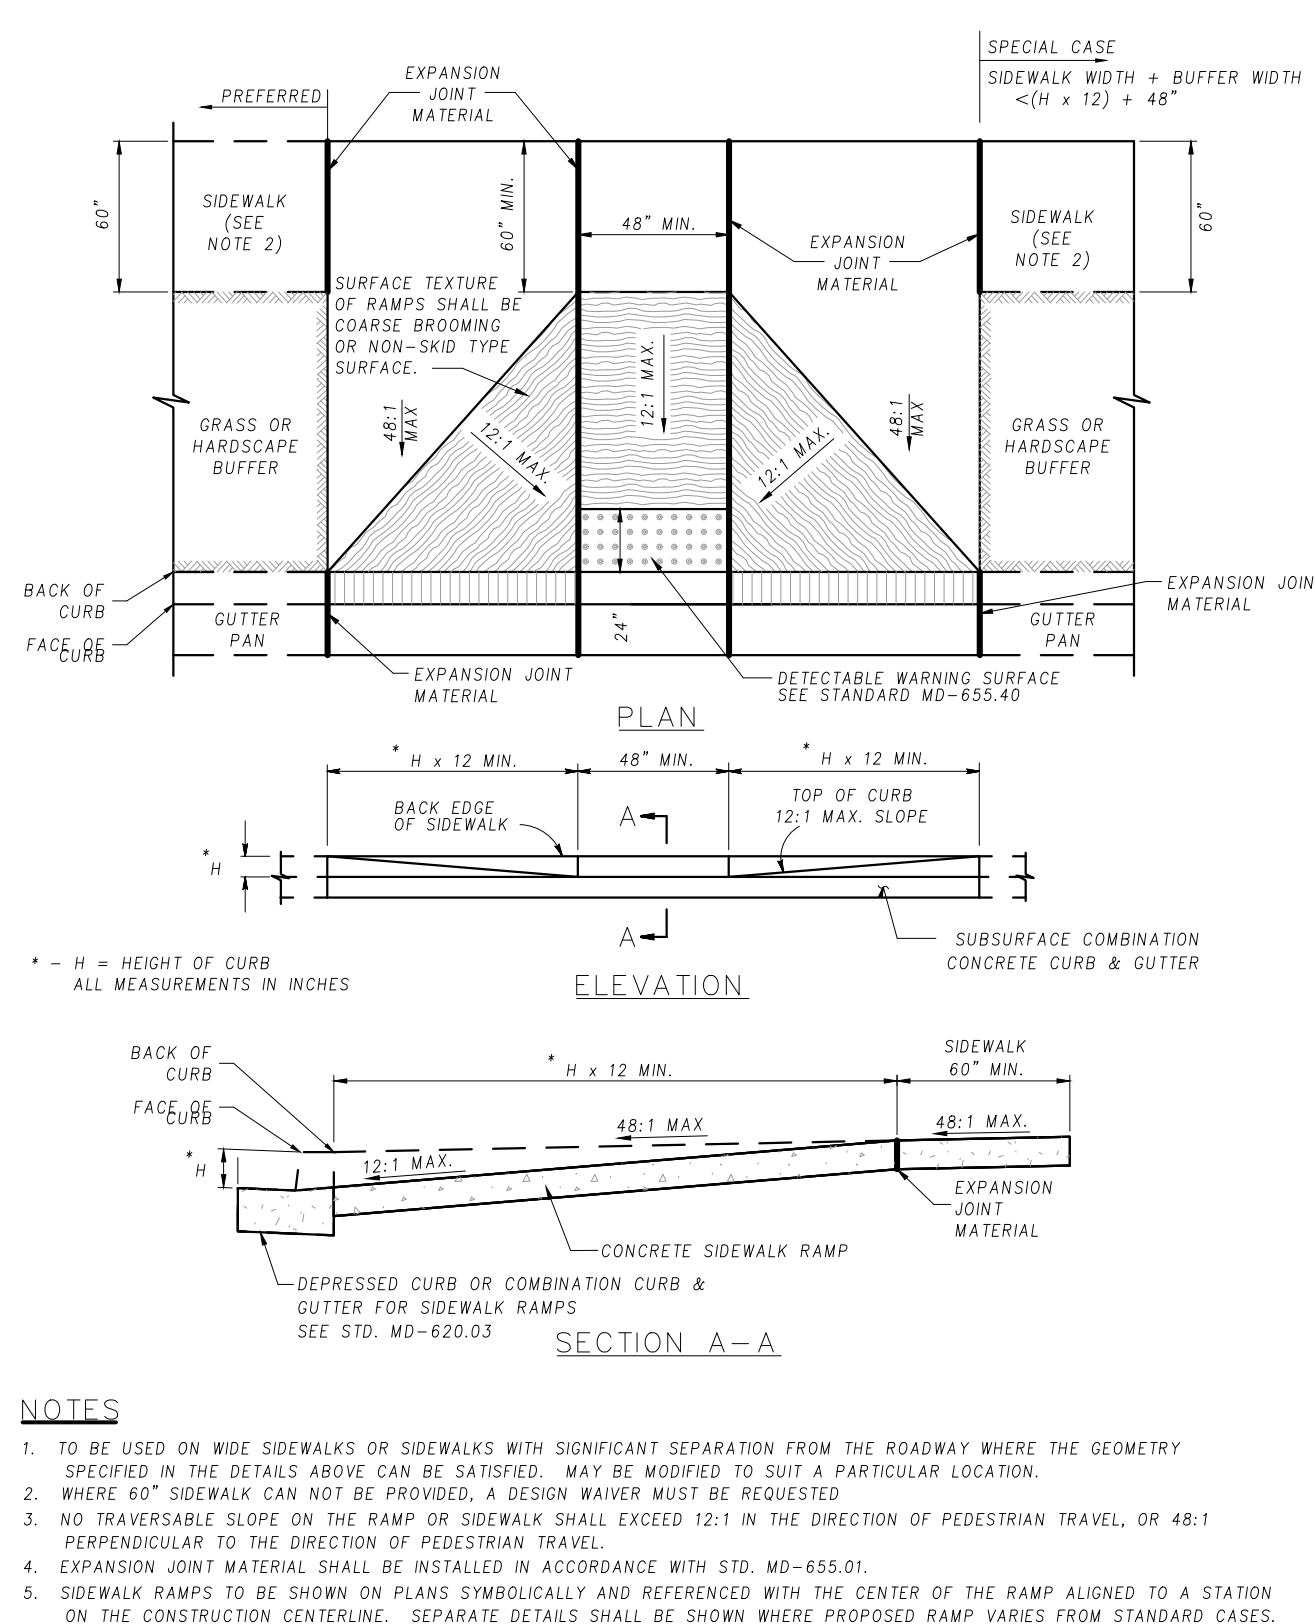 SPECIAL CASE
SIDEWALK WIDTH + BUFFER WIDTH
<(H x 12) + 48"
PREFERRED
EXPANSION
JOINT
MATERIAL
60"
SIDEWALK
(SEE
NOTE 2)
60" MIN.
48" MIN.
EXPANSION
JOINT
MATERIAL
SIDEWALK
(SEE
NOTE 2)
60"
SURFACE TEXTURE
OF RAMPS SHALL BE
COARSE BROOMING
OR NON-SKID TYPE
SURFACE.
GRASS OR
HARDSCAPE
BUFFER
48:1
MAX
12:1 MAX.
12:1 MAX.
12:1 MAX.
48:1
MAX
GRASS OR
HARDSCAPE
BUFFER
BACK OF
CURB
FACE OF
CURB
GUTTER
PAN
24"
GUTTER
PAN
EXPANSION JOIN
MATERIAL
EXPANSION JOINT
MATERIAL
DETECTABLE WARNING SURFACE
SEE STANDARD MD-655.40
PLAN
* H x 12 MIN.
48" MIN.
* H x 12 MIN.
BACK EDGE
OF SIDEWALK
A
TOP OF CURB
12:1 MAX. SLOPE
* H
A
SUBSURFACE COMBINATION
CONCRETE CURB & GUTTER
* - H = HEIGHT OF CURB
ALL MEASUREMENTS IN INCHES
ELEVATION
BACK OF
CURB
FACE OF
CURB
* H x 12 MIN.
SIDEWALK
60" MIN.
48:1 MAX
48:1 MAX.
* H
12:1 MAX.
EXPANSION
JOINT
MATERIAL
CONCRETE SIDEWALK RAMP
DEPRESSED CURB OR COMBINATION CURB &
GUTTER FOR SIDEWALK RAMPS
SEE STD. MD-620.03
SECTION A-A
NOTES
1. TO BE USED ON WIDE SIDEWALKS OR SIDEWALKS WITH SIGNIFICANT SEPARATION FROM THE ROADWAY WHERE THE GEOMETRY
SPECIFIED IN THE DETAILS ABOVE CAN BE SATISFIED. MAY BE MODIFIED TO SUIT A PARTICULAR LOCATION.
2. WHERE 60" SIDEWALK CAN NOT BE PROVIDED, A DESIGN WAIVER MUST BE REQUESTED
3. NO TRAVERSABLE SLOPE ON THE RAMP OR SIDEWALK SHALL EXCEED 12:1 IN THE DIRECTION OF PEDESTRIAN TRAVEL, OR 48:1
PERPENDICULAR TO THE DIRECTION OF PEDESTRIAN TRAVEL.
4. EXPANSION JOINT MATERIAL SHALL BE INSTALLED IN ACCORDANCE WITH STD. MD-655.01.
5. SIDEWALK RAMPS TO BE SHOWN ON PLANS SYMBOLICALLY AND REFERENCED WITH THE CENTER OF THE RAMP ALIGNED TO A STATION
ON THE CONSTRUCTION CENTERLINE. SEPARATE DETAILS SHALL BE SHOWN WHERE PROPOSED RAMP VARIES FROM STANDARD CASES.